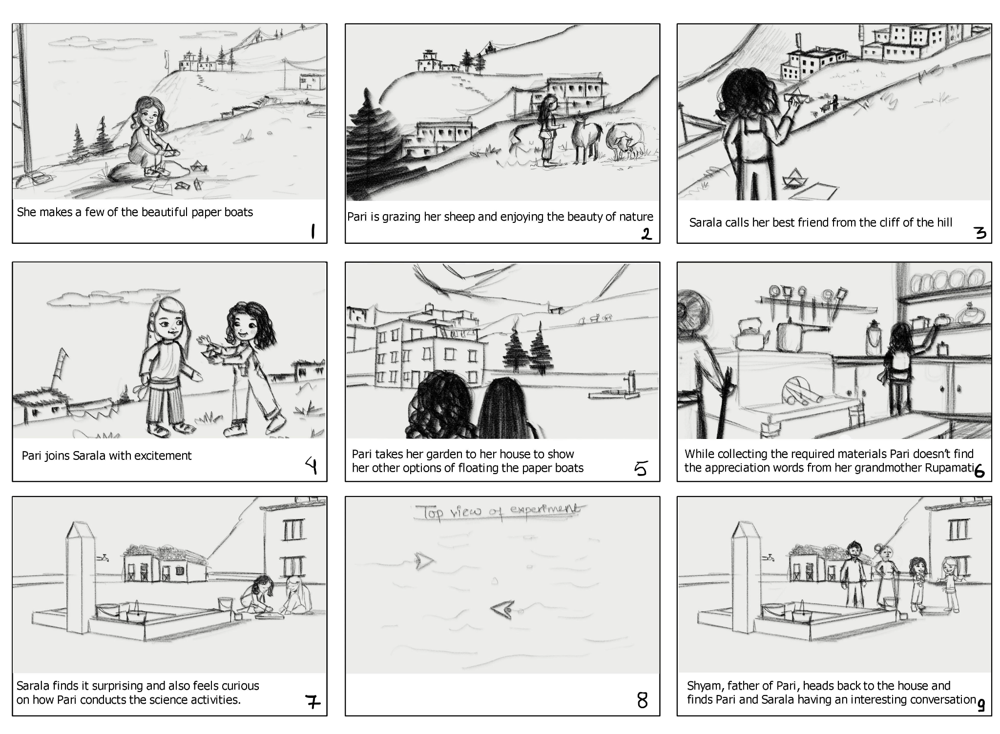 She makes a few of the beautiful paper boats
1
Pari is grazing her sheep and enjoying the beauty of nature
2
Sarala calls her best friend from the cliff of the hill
3
Pari joins Sarala with excitement
4
Pari takes her garden to her house to show
her other options of floating the paper boats
5
While collecting the required materials Pari doesn't find
the appreciation words from her grandmother Rupamati
6
Sarala finds it surprising and also feels curious
on how Pari conducts the science activities.
7
Top view of experiment
8
Shyam, father of Pari, heads back to the house and
finds Pari and Sarala having an interesting conversation
9